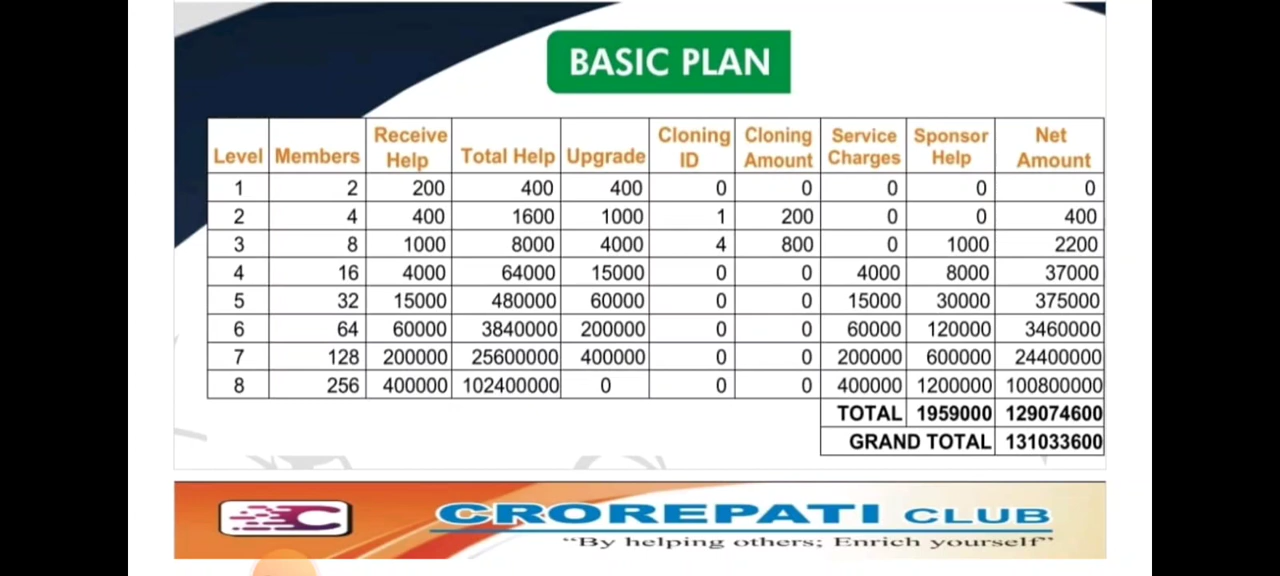 BASIC PLAN
Level Members Receive Help Total Help Upgrade Cloning ID Cloning Amount Service Charges Sponsor Help Net Amount
1 2 200 400 400 0 0 0 0 0
2 4 400 1600 1000 1 200 0 0 400
3 8 1000 8000 4000 4 800 0 1000 2200
4 16 4000 64000 15000 0 0 4000 8000 37000
5 32 15000 480000 60000 0 0 15000 30000 375000
6 64 60000 3840000 200000 0 0 60000 120000 3460000
7 128 200000 25600000 400000 0 0 200000 600000 24400000
8 256 400000 102400000 0 0 0 400000 1200000 100800000
TOTAL 1959000 129074600
GRAND TOTAL 131033600
CROREPATI CLUB
“By helping others; Enrich yourself”